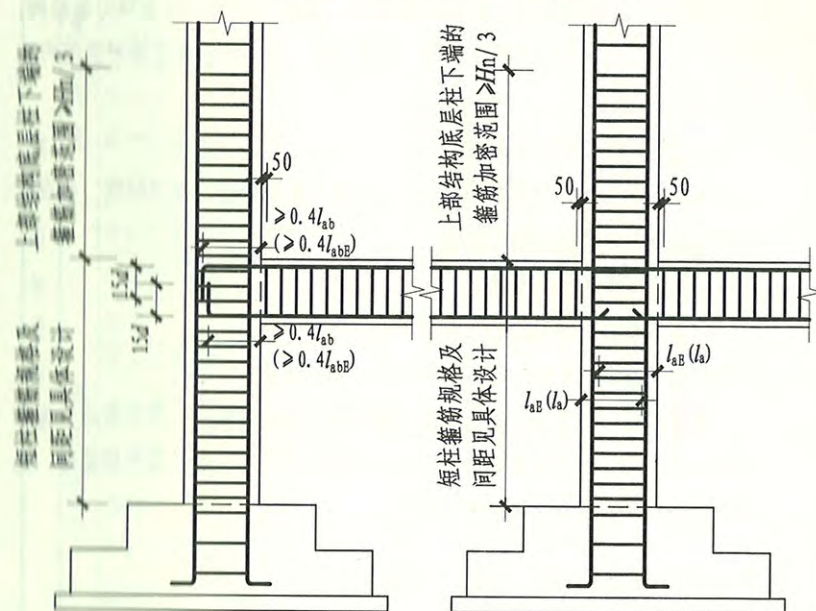 上部结构底层柱下端的
箍筋加密范围≥Hn/3
短柱箍筋规格及
间距见具体设计
50
≥0.4lab
(≥0.4labE)
15d
15d
≥0.4lab
(≥0.4labE)
上部结构底层柱下端的
箍筋加密范围≥Hn/3
短柱箍筋规格及
间距见具体设计
50
50
laE(la)
laE(la)